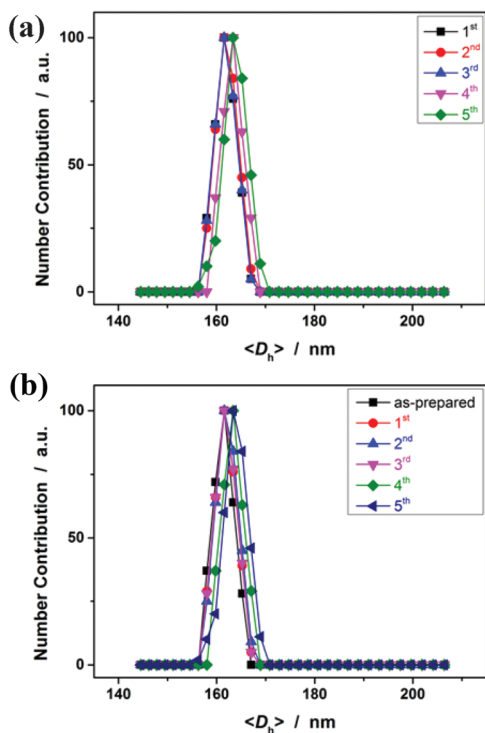 (a)
100
50
0
140
160
180
200
Number Contribution / a.u.
<Dh> / nm
1st
2nd
3rd
4th
5th
(b)
100
50
0
140
160
180
200
Number Contribution / a.u.
<Dh> / nm
as-prepared
1st
2nd
3rd
4th
5th